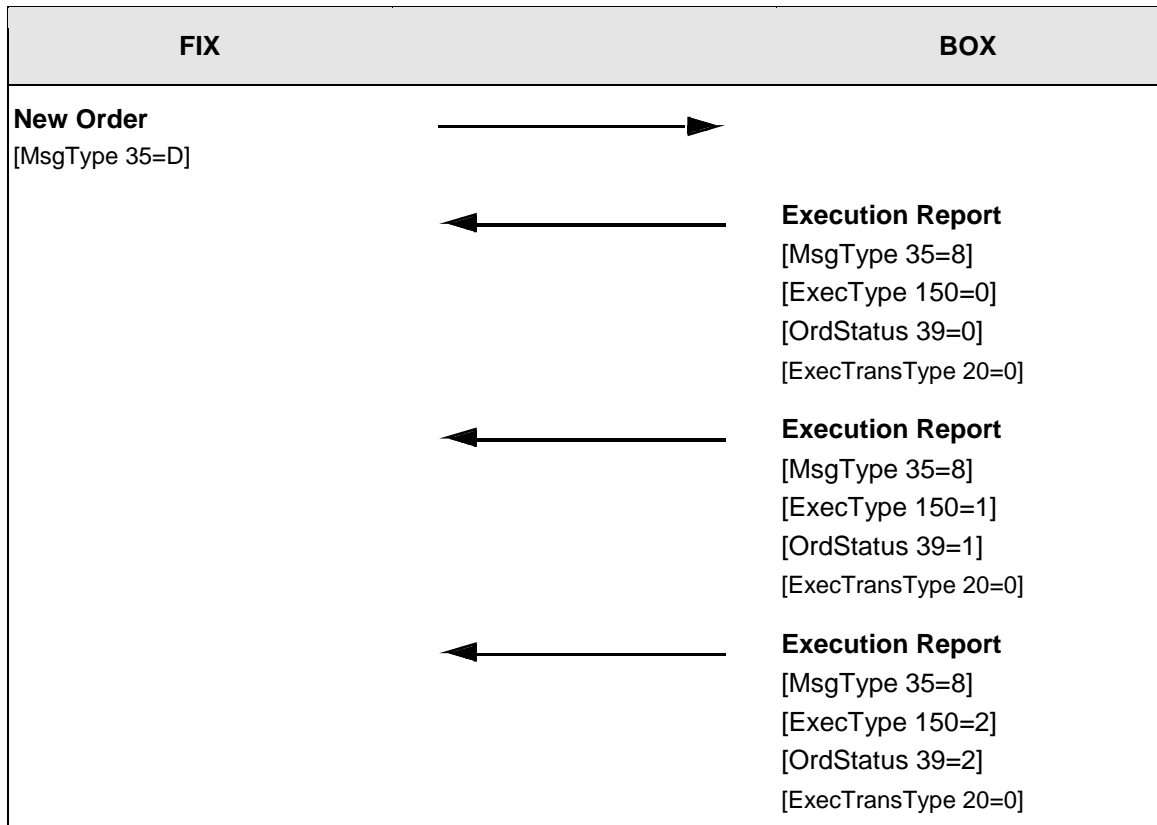 FIX BOX
New Order
[MsgType 35=D]
Execution Report
[MsgType 35=8]
[ExecType 150=0]
[OrdStatus 39=0]
[ExecTransType 20=0]
Execution Report
[MsgType 35=8]
[ExecType 150=1]
[OrdStatus 39=1]
[ExecTransType 20=0]
Execution Report
[MsgType 35=8]
[ExecType 150=2]
[OrdStatus 39=2]
[ExecTransType 20=0]